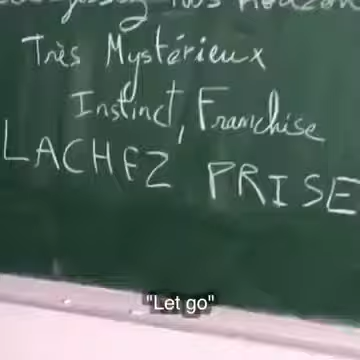 Très Mystérieux
Instinct, Franchise
LACHEZ PRISE
"Let go"